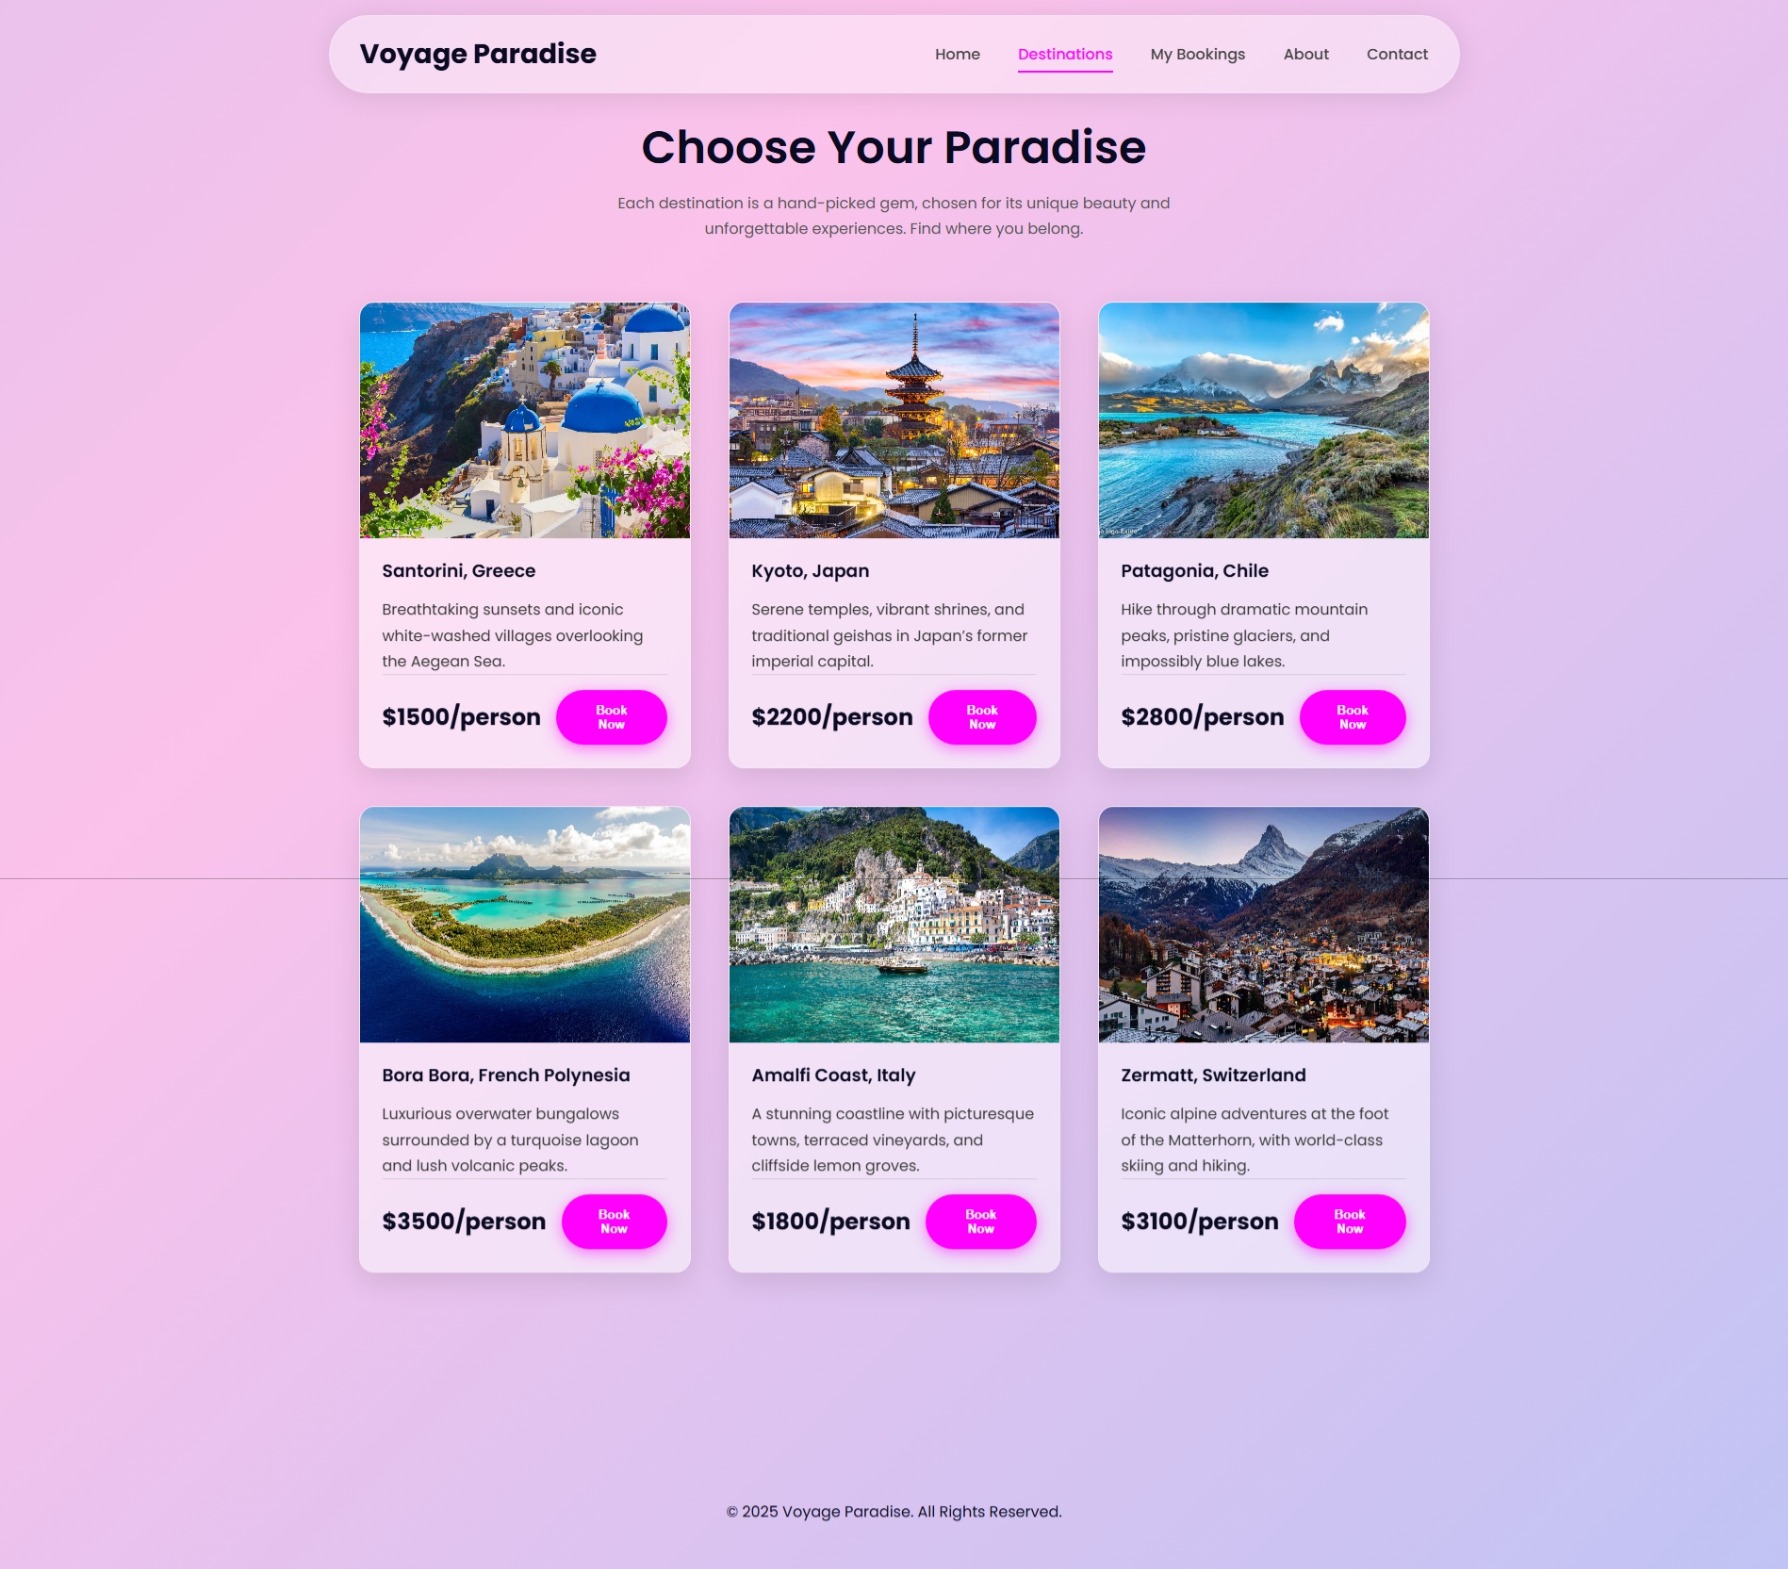 Voyage Paradise
Home Destinations My Bookings About Contact
Choose Your Paradise
Each destination is a hand-picked gem, chosen for its unique beauty and
unforgettable experiences. Find where you belong.
Santorini, Greece
Breathtaking sunsets and iconic
white-washed villages overlooking
the Aegean Sea.
$1500/person
Book
Now
Kyoto, Japan
Serene temples, vibrant shrines, and
traditional geishas in Japan's former
imperial capital.
$2200/person
Book
Now
Patagonia, Chile
Hike through dramatic mountain
peaks, pristine glaciers, and
impossibly blue lakes.
$2800/person
Book
Now
Bora Bora, French Polynesia
Luxurious overwater bungalows
surrounded by a turquoise lagoon
and lush volcanic peaks.
$3500/person
Book
Now
Amalfi Coast, Italy
A stunning coastline with picturesque
towns, terraced vineyards, and
cliffside lemon groves.
$1800/person
Book
Now
Zermatt, Switzerland
Iconic alpine adventures at the foot
of the Matterhorn, with world-class
skiing and hiking.
$3100/person
Book
Now
© 2025 Voyage Paradise. All Rights Reserved.